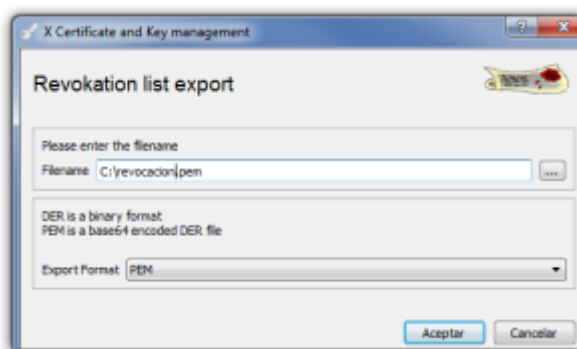 X Certificate and Key management
Revokation list export
Please enter the filename
Filename C:\revocacion.pem ...
DER is a binary format
PEM is a base64 encoded DER file
Export Format PEM
Aceptar Cancelar